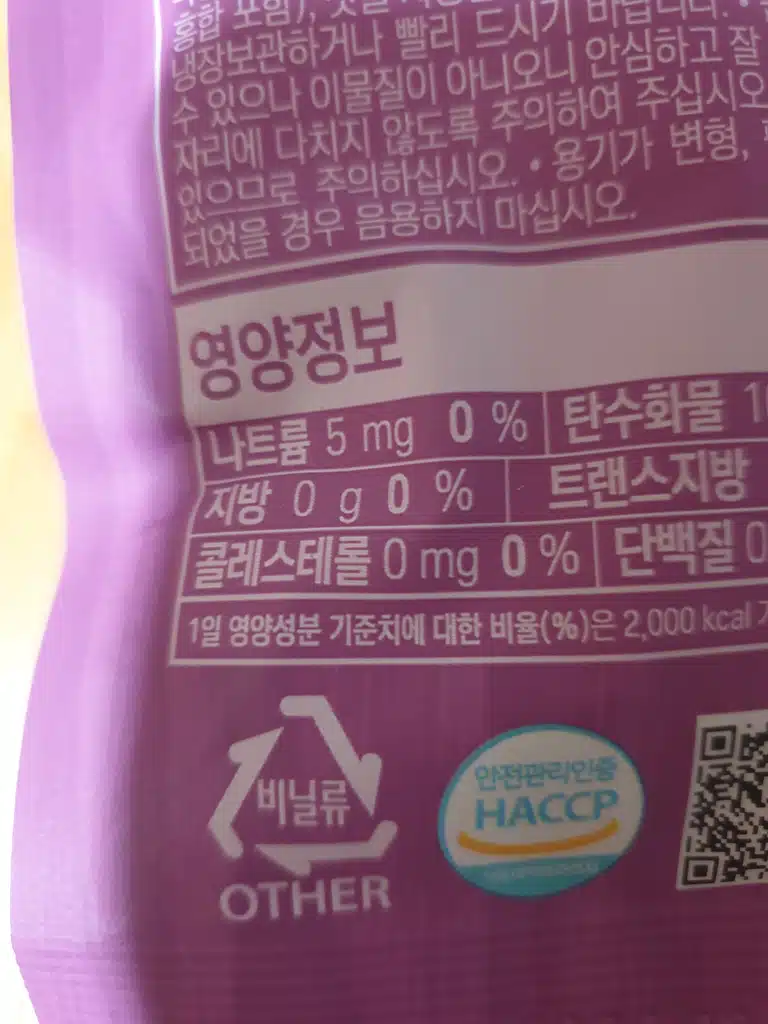 홍합 포함),
냉장보관하거나 빨리 드시기 바랍니다.
수 있으나 이물질이 아니오니 안심하고 잘
자리에 다치지 않도록 주의하여 주십시오
있으므로 주의하십시오. • 용기가 변형,
되었을 경우 음용하지 마십시오.
영양정보
나트륨 5 mg 0 % 탄수화물
지방 0 g 0 % 트랜스지방
콜레스테롤 0 mg 0 % 단백질 0
1일 영양성분 기준치에 대한 비율(%)은 2,000 kcal
비닐류
OTHER
안전관리인증
HACCP